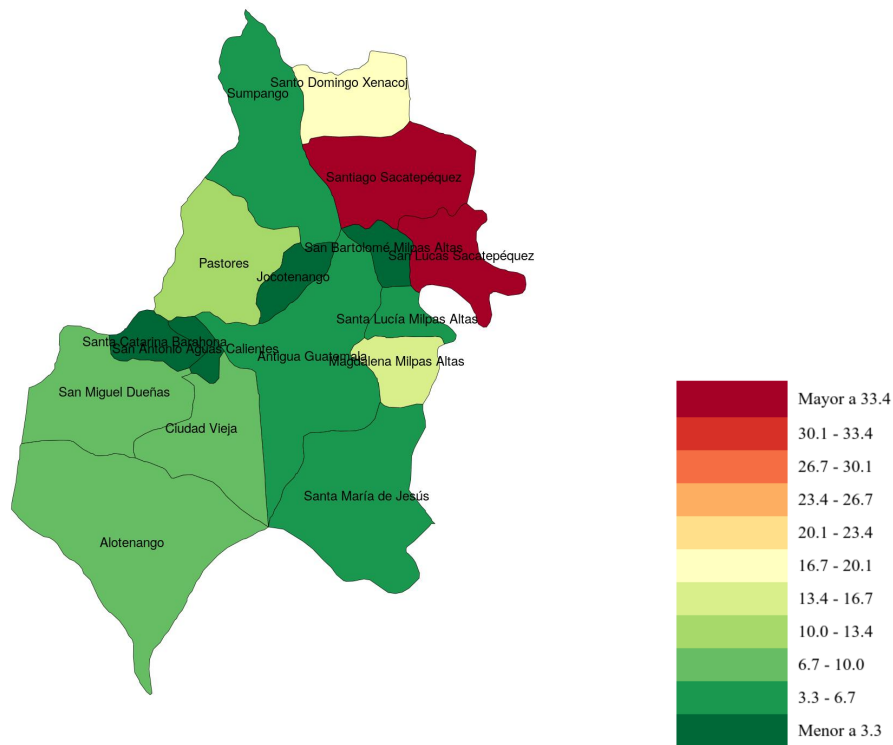 Santo Domingo Xenacoj
Sumpango
Santiago Sacatepéquez
San Bartolomé Milpas Altas
San Lucas Sacatepéquez
Pastores
Jocotenango
Santa Lucía Milpas Altas
Santa Catarina Barahona
San Antonio Aguas Calientes
Antigua Guatemala
Magdalena Milpas Altas
San Miguel Dueñas
Ciudad Vieja
Santa María de Jesús
Alotenango
Mayor a 33.4
30.1 - 33.4
26.7 - 30.1
23.4 - 26.7
20.1 - 23.4
16.7 - 20.1
13.4 - 16.7
10.0 - 13.4
6.7 - 10.0
3.3 - 6.7
Menor a 3.3